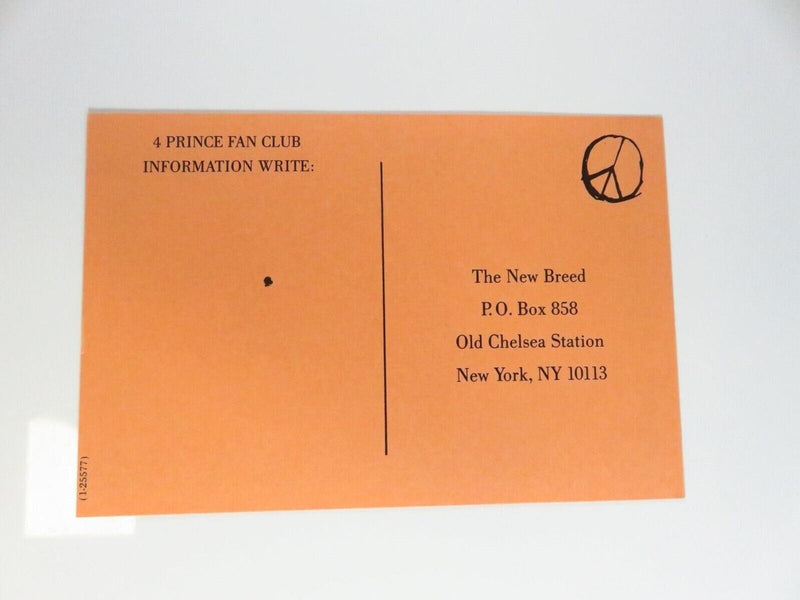 4 PRINCE FAN CLUB
INFORMATION WRITE:
The New Breed
P.O. Box 858
Old Chelsea Station
New York, NY 10113
(1-25577)